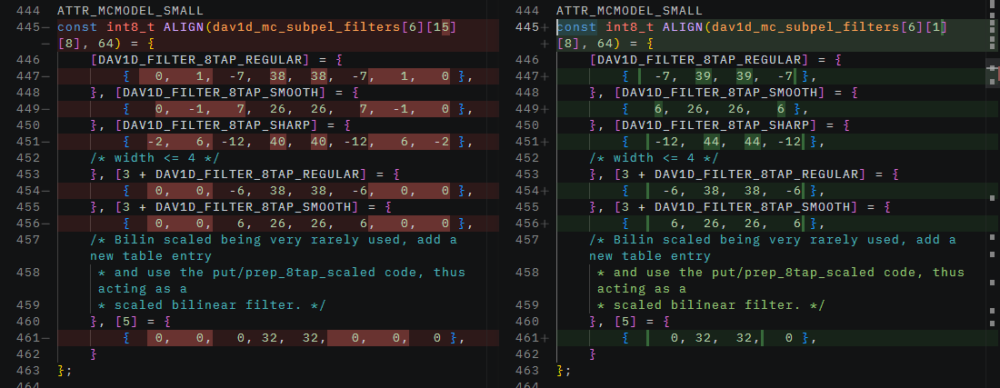 444 ATTR_MCMODEL_SMALL
445− const int8_t ALIGN(dav1d_mc_subpel_filters[6][15]
− [8], 64) = {
446 [DAV1D_FILTER_8TAP_REGULAR] = {
447− { 0, 1, -7, 38, 38, -7, 1, 0 },
448 }, [DAV1D_FILTER_8TAP_SMOOTH] = {
449− { 0, -1, 7, 26, 26, 7, -1, 0 },
450 }, [DAV1D_FILTER_8TAP_SHARP] = {
451− { -2, 6, -12, 40, 40, -12, 6, -2 },
452 /* width <= 4 */
453 }, [3 + DAV1D_FILTER_8TAP_REGULAR] = {
454− { 0, 0, -6, 38, 38, -6, 0, 0 },
455 }, [3 + DAV1D_FILTER_8TAP_SMOOTH] = {
456− { 0, 0, 6, 26, 26, 6, 0, 0 },
457 /* Bilin scaled being very rarely used, add a
new table entry
458 * and use the put/prep_8tap_scaled code, thus
acting as a
459 * scaled bilinear filter. */
460 }, [5] = {
461− { 0, 0, 0, 32, 32, 0, 0, 0 },
462 }
463 };
444 ATTR_MCMODEL_SMALL
445+ const int8_t ALIGN(dav1d_mc_subpel_filters[6][1]
+ [8], 64) = {
446 [DAV1D_FILTER_8TAP_REGULAR] = {
447+ { -7, 39, 39, -7 },
448 }, [DAV1D_FILTER_8TAP_SMOOTH] = {
449+ { 6, 26, 26, 6 },
450 }, [DAV1D_FILTER_8TAP_SHARP] = {
451+ { -12, 44, 44, -12 },
452 /* width <= 4 */
453 }, [3 + DAV1D_FILTER_8TAP_REGULAR] = {
454+ { -6, 38, 38, -6 },
455 }, [3 + DAV1D_FILTER_8TAP_SMOOTH] = {
456+ { 6, 26, 26, 6 },
457 /* Bilin scaled being very rarely used, add a
new table entry
458 * and use the put/prep_8tap_scaled code, thus
acting as a
459 * scaled bilinear filter. */
460 }, [5] = {
461+ { 0, 32, 32, 0 },
462 }
463 };